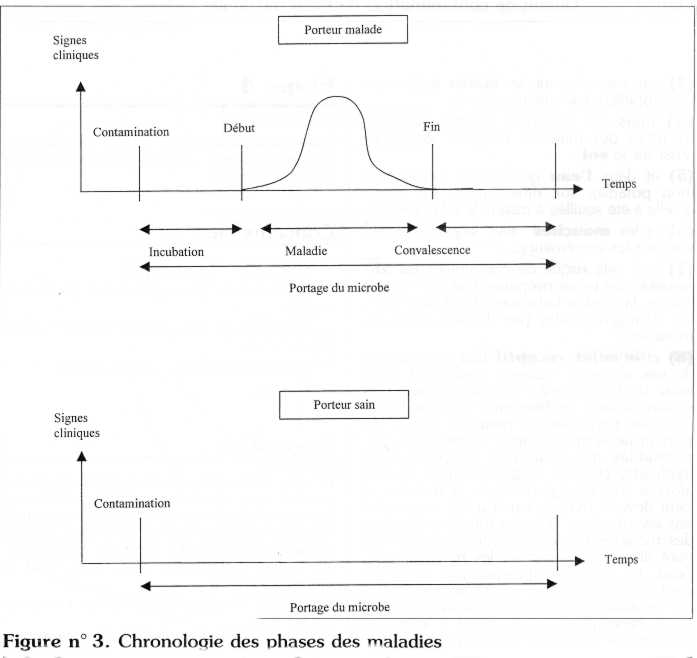 Porteur malade
Signes
cliniques
Contamination
Début
Fin
Temps
Incubation
Maladie
Convalescence
Portage du microbe
Porteur sain
Signes
cliniques
Contamination
Temps
Portage du microbe
Figure n° 3. Chronologie des phases des maladies